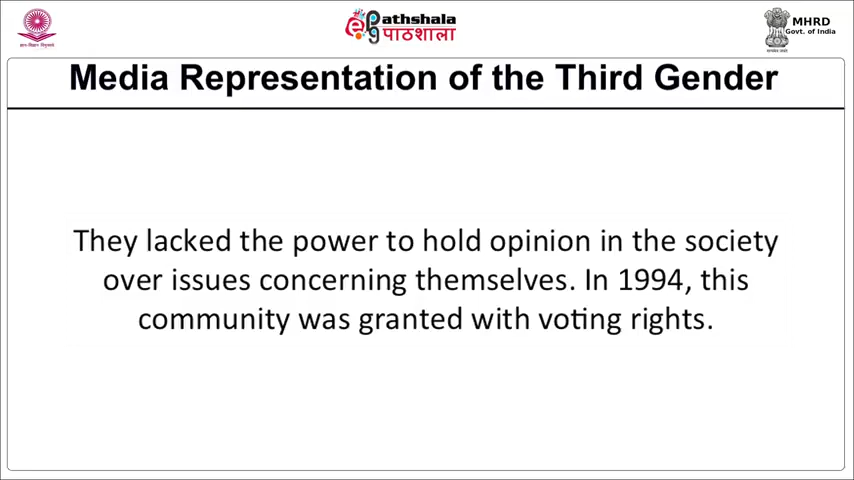 ePathshala
पाठशाला
MHRD
Govt. of India
Media Representation of the Third Gender
They lacked the power to hold opinion in the society
over issues concerning themselves. In 1994, this
community was granted with voting rights.